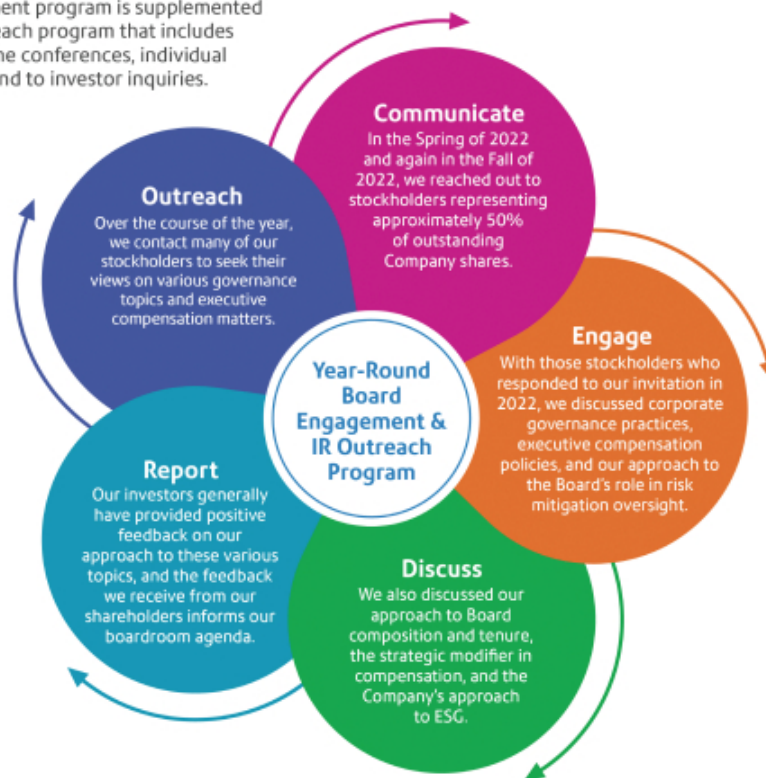 program is supplemented
program that includes
conferences, individual
to investor inquiries.
Communicate
In the Spring of 2022
and again in the Fall of
2022, we reached out to
stockholders representing
approximately 50%
of outstanding
Company shares.
Outreach
Over the course of the year,
we contact many of our
stockholders to seek their
views on various governance
topics and executive
compensation matters.
Engage
With those stockholders who
responded to our invitation in
2022, we discussed corporate
governance practices,
executive compensation
policies, and our approach to
the Board's role in risk
mitigation oversight.
Year-Round
Board
Engagement &
IR Outreach
Program
Report
Our investors generally
have provided positive
feedback on our
approach to these various
topics, and the feedback
we receive from our
shareholders informs our
boardroom agenda.
Discuss
We also discussed our
approach to Board
composition and tenure,
the strategic modifier in
compensation, and the
Company's approach
to ESG.